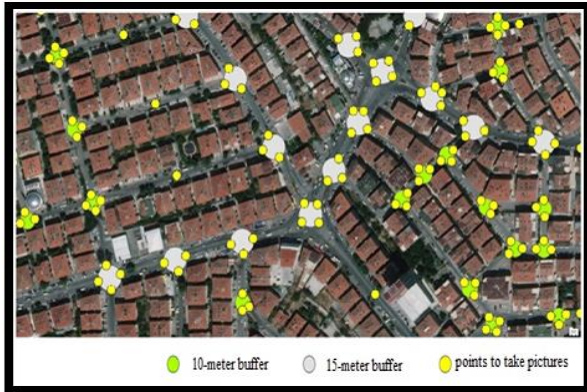 10-meter buffer
15-meter buffer
points to take pictures